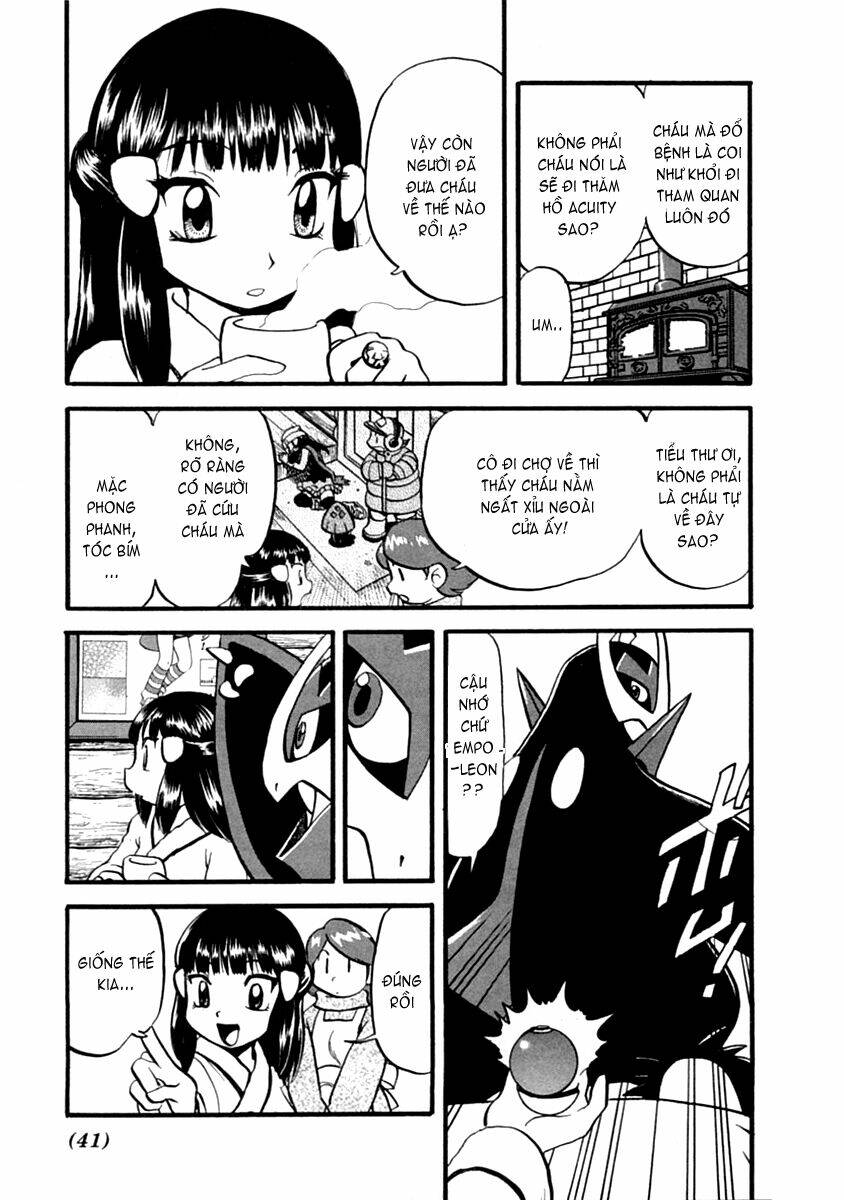 CHÁU MÀ ĐỔ
BỆNH LÀ COI
NHƯ KHỎI ĐI
THAM QUAN
LUÔN ĐÓ
KHÔNG PHẢI
CHÁU NÓI LÀ
SẼ ĐI THĂM
HỒ ACUITY
SAO?
UM..
VẬY CÒN
NGƯỜI ĐÃ
ĐƯA CHÁU
VỀ THẾ NÀO
RỒI Ạ?
TIỂU THƯ ƠI,
KHÔNG PHẢI
LÀ CHÁU TỰ
VỀ ĐÂY
SAO?
CÔ ĐI CHỢ VỀ THÌ
THẤY CHÁU NẰM
NGẤT XỈU NGOÀI
CỬA ẤY!
KHÔNG,
RÕ RÀNG
CÓ NGƯỜI
ĐÃ CỨU
CHÁU MÀ
MẶC
PHONG
PHANH,
TÓC BÍM
...
CẬU
NHỚ
CHỨ
EMPO-
-LEON
??
ĐÚNG
RỒI
GIỐNG THẾ
KIA...
(41)